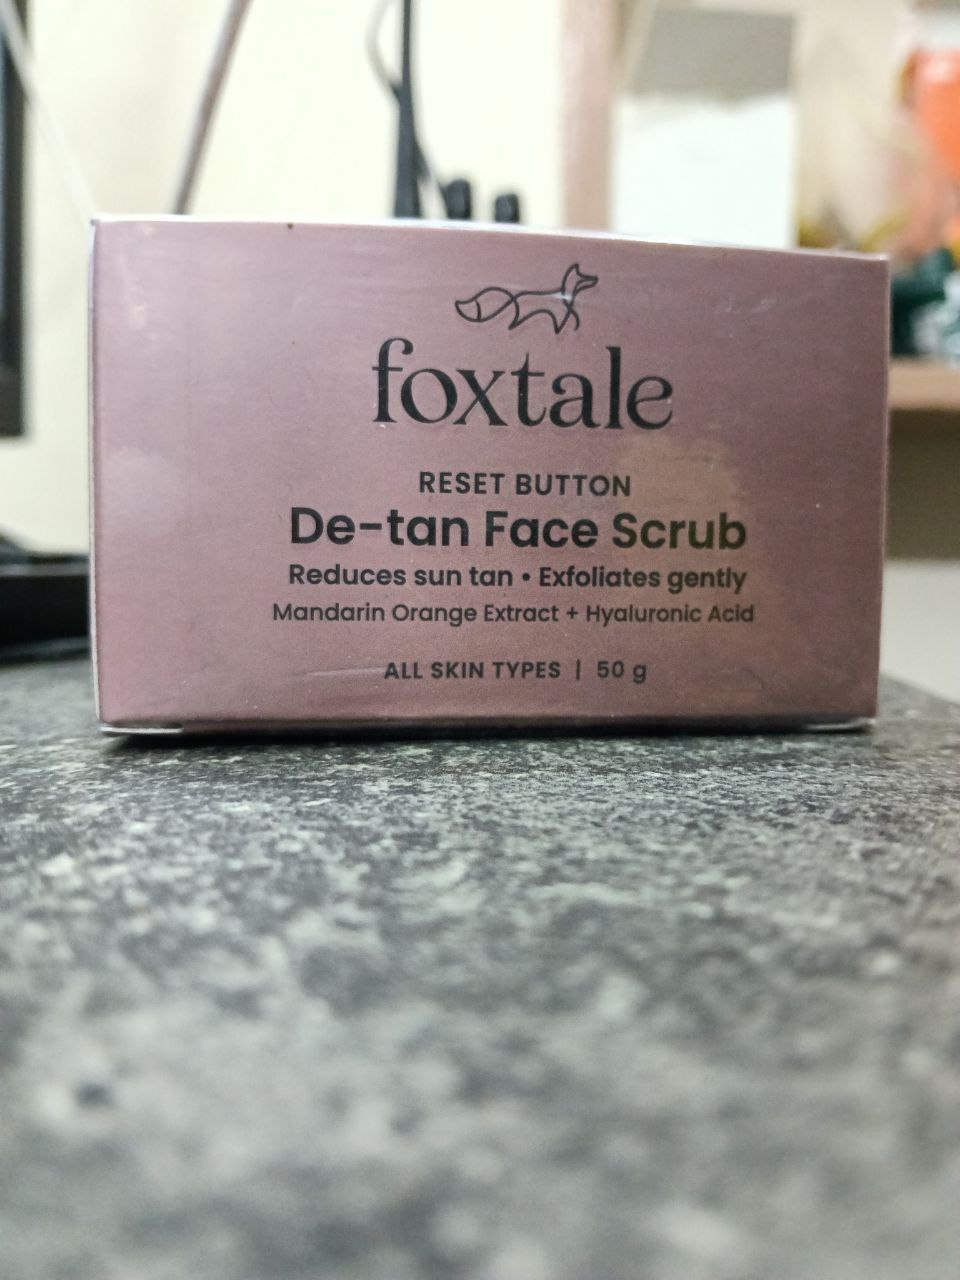 foxtale
RESET BUTTON
De-tan Face Scrub
Reduces sun tan • Exfoliates gently
Mandarin Orange Extract + Hyaluronic Acid
ALL SKIN TYPES | 50 g